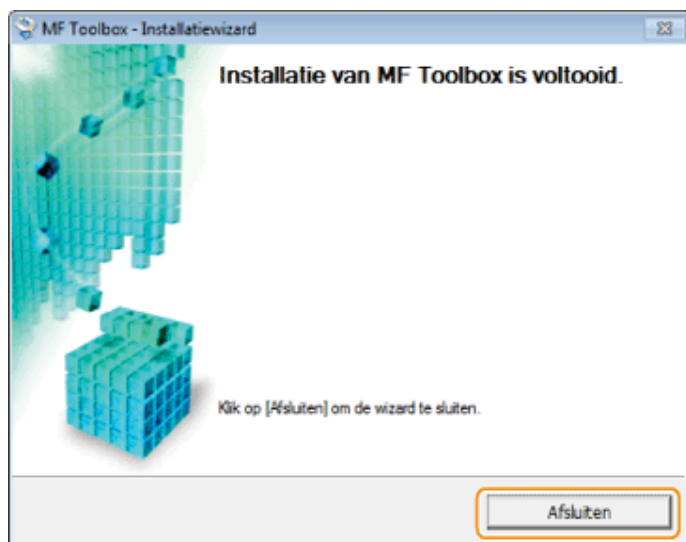 MF Toolbox - Installatiewizard
Installatie van MF Toolbox is voltooid.
Klik op [Afsluiten] om de wizard te sluiten.
Afsluiten